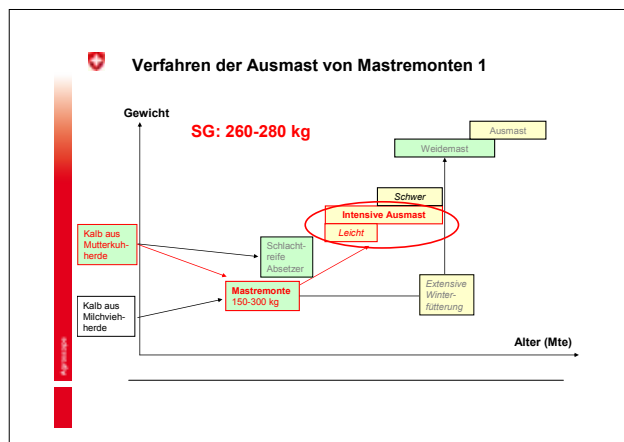 Verfahren der Ausmast von Mastremonten 1
Gewicht
SG: 260-280 kg
Ausmast
Weidemast
Schwer
Intensive Ausmast
Leicht
Kalb aus
Mutterkuh-
herde
Schlacht-
reife
Absetzer
Mastremonte
150-300 kg
Extensive
Winter-
fütterung
Kalb aus
Milchvieh-
herde
Alter (Mte)
Agroscope